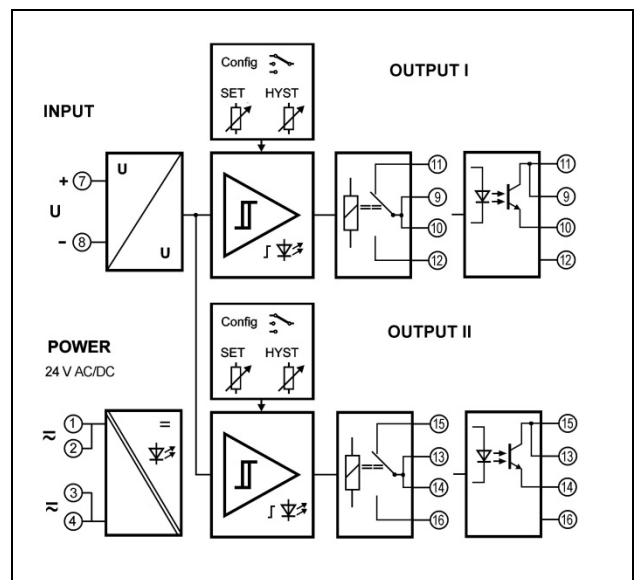 Config
SET HYST
OUTPUT I
INPUT
+ 7
U
- 8
U
U
11
9
10
12
11
9
10
12
Config
SET HYST
OUTPUT II
POWER
24 V AC/DC
1
2
3
4
=
15
13
14
16
15
13
14
16